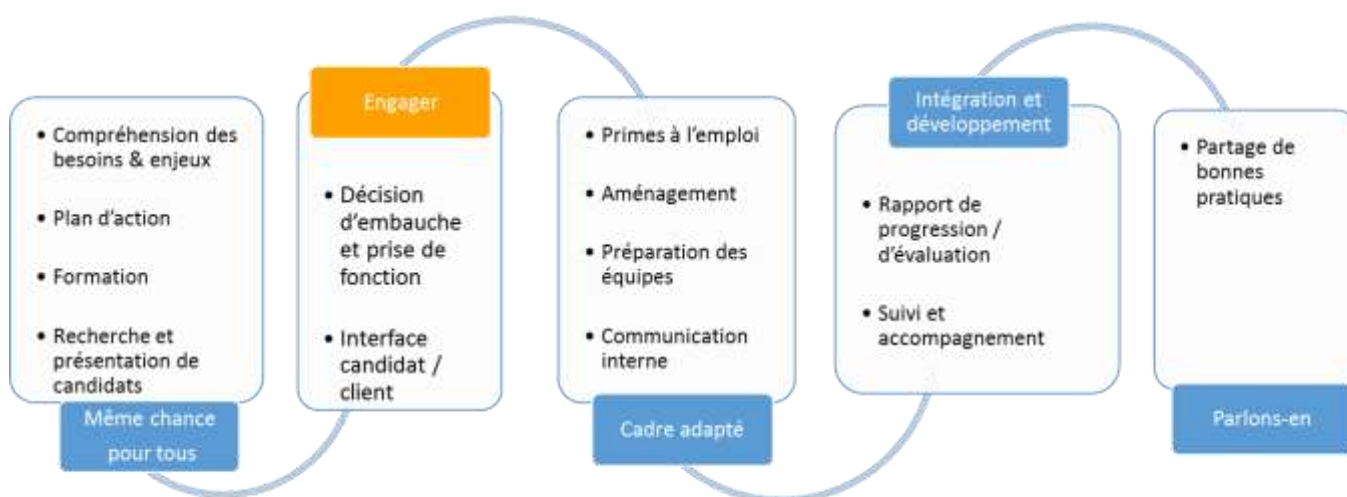 • Compréhension des
besoins & enjeux
• Plan d'action
• Formation
• Recherche et
présentation de
candidats
Même chance
pour tous
Engager
• Décision
d'embauche
et prise de
fonction
• Interface
candidat /
client
• Primes à l'emploi
• Aménagement
• Préparation des
équipes
• Communication
interne
Cadre adapté
Intégration et
développement
• Rapport de
progression /
d'évaluation
• Suivi et
accompagnement
• Partage de
bonnes
pratiques
Parlons-en